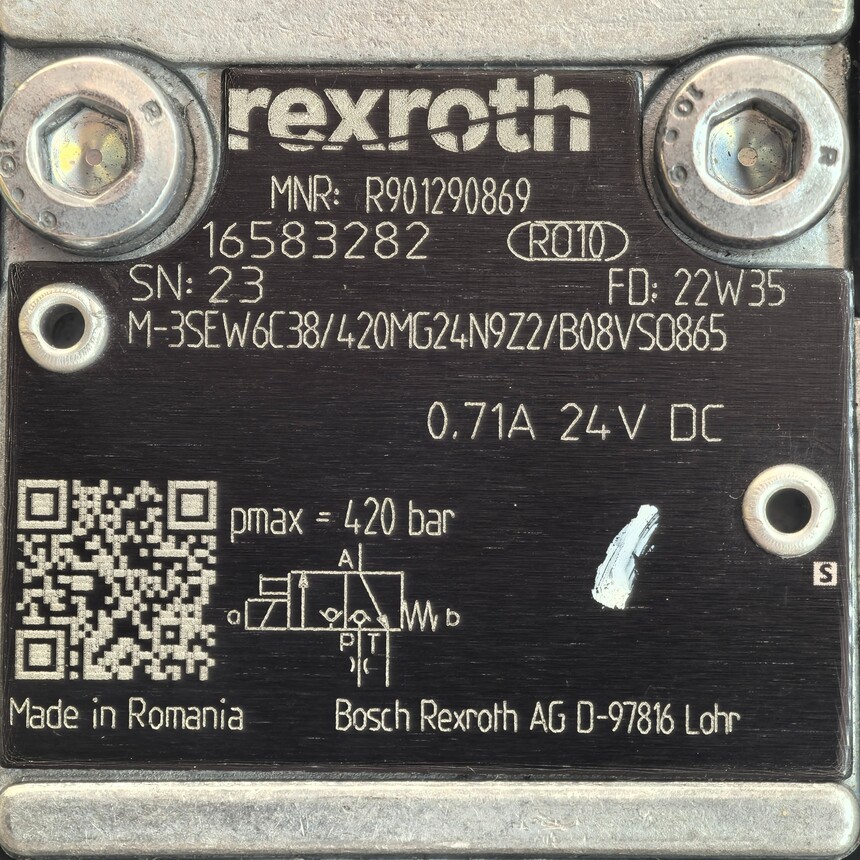 rexroth
MNR: R901290869
16583282 RO10
SN: 23 FD: 22W35
M-3SEW6C38/420MG24N9Z2/B08VS0865
0.71A 24V DC
pmax = 420 bar
A
a b
P T
S
Made in Romania Bosch Rexroth AG D-97816 Lohr